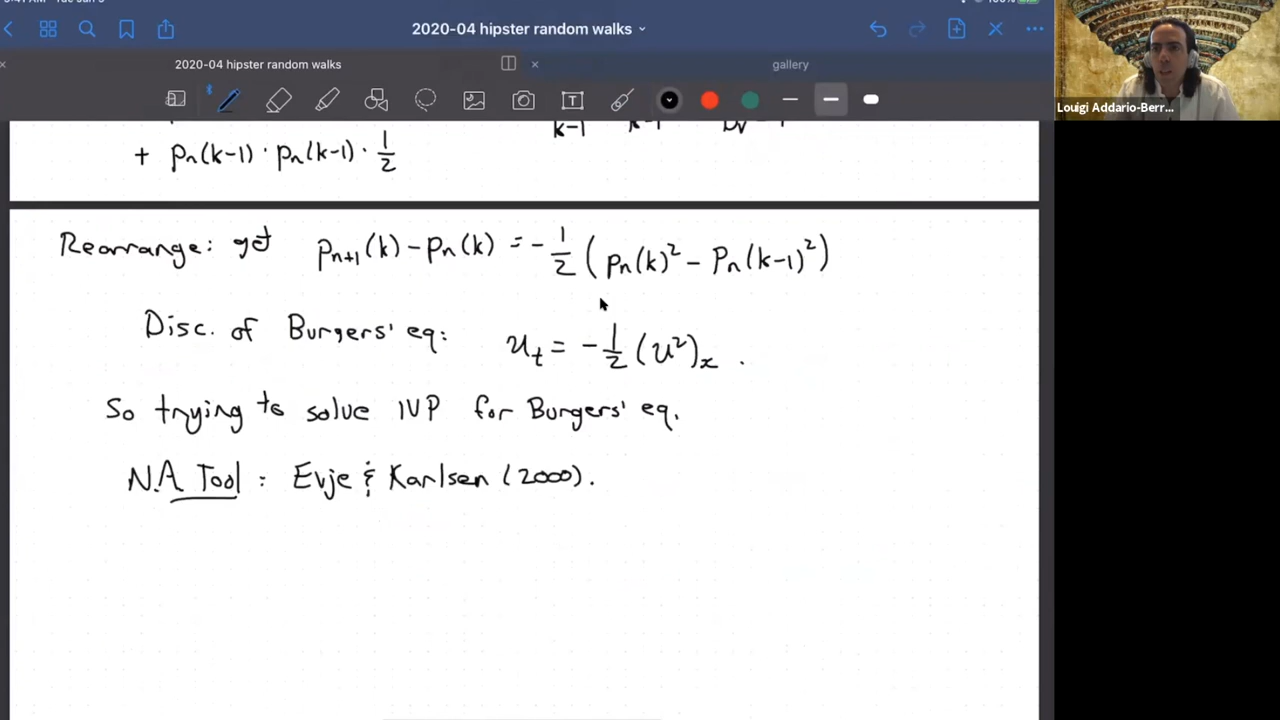 2020-04 hipster random walks
2020-04 hipster random walks
gallery
Louigi Addario-Berr...
k-1
+ pn(k-1) · pn(k-1) · 1/2
Rearrange: get pn+1(k) - pn(k) = - 1/2 (pn(k)² - pn(k-1)²)
Disc. of Burgers' eq: ut = - 1/2 (u²)x .
So trying to solve IVP for Burgers' eq.
N.A Tool : Evje & Karlsen (2000).